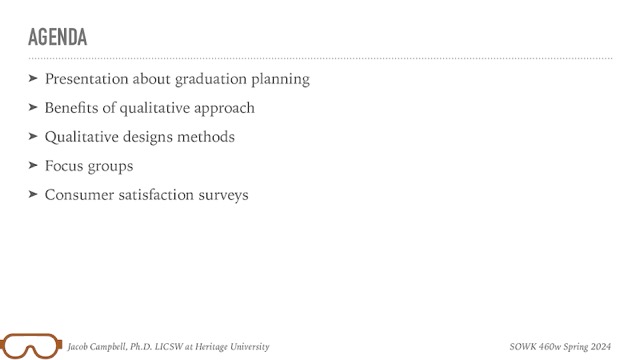 AGENDA
➤ Presentation about graduation planning
➤ Benefits of qualitative approach
➤ Qualitative designs methods
➤ Focus groups
➤ Consumer satisfaction surveys
Jacob Campbell, Ph.D. LICSW at Heritage University
SOWK 460w Spring 2024